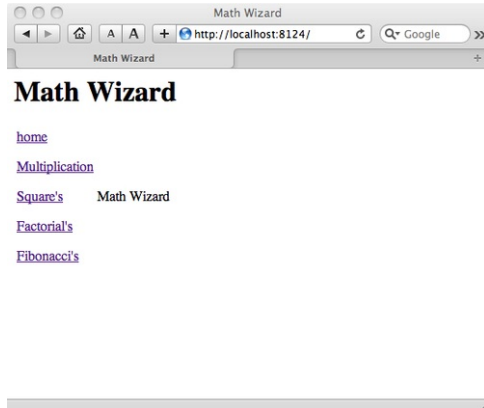 Math Wizard
A A + http://localhost:8124/ Google
Math Wizard
Math Wizard
home
Multiplication
Square's Math Wizard
Factorial's
Fibonacci's